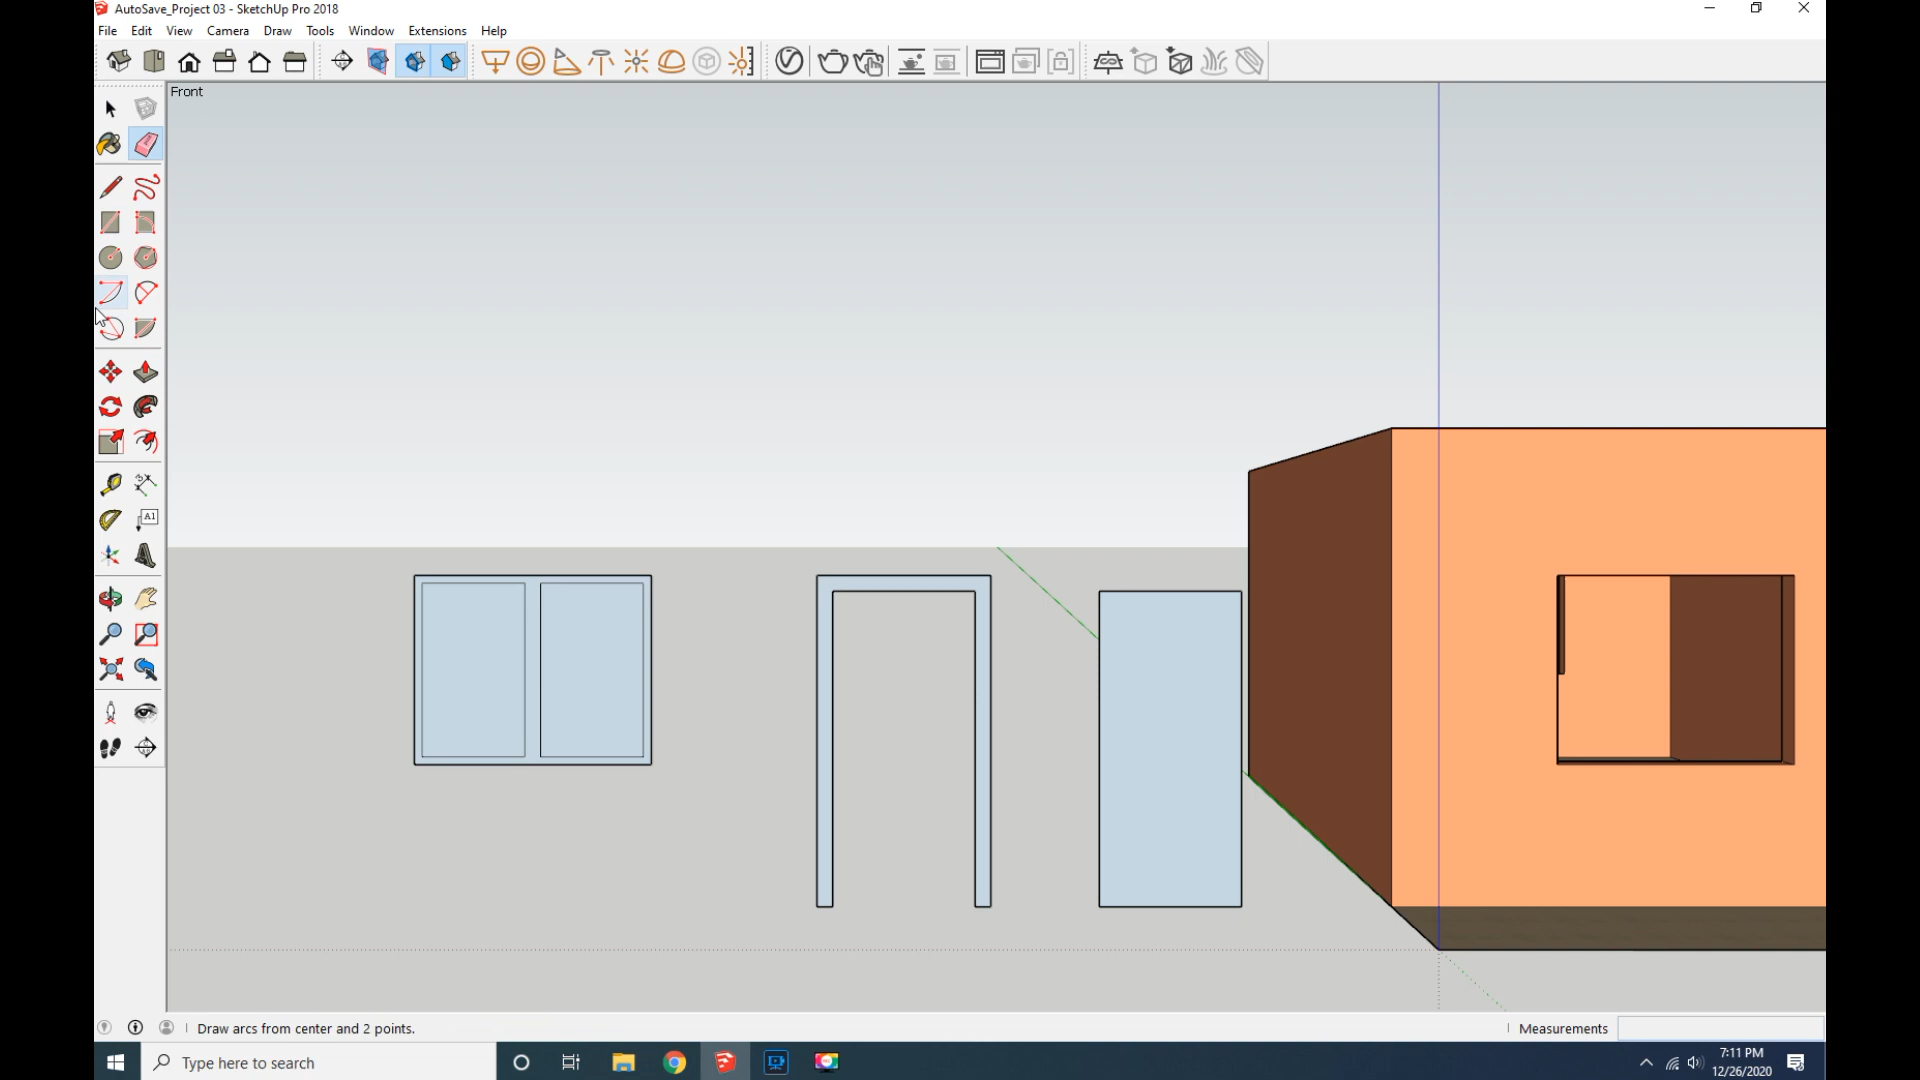 AutoSave_Project 03 - SketchUp Pro 2018
File Edit View Camera Draw Tools Window Extensions Help
Front
A1
Draw arcs from center and 2 points.
Measurements
Type here to search
7:11 PM
12/26/2020